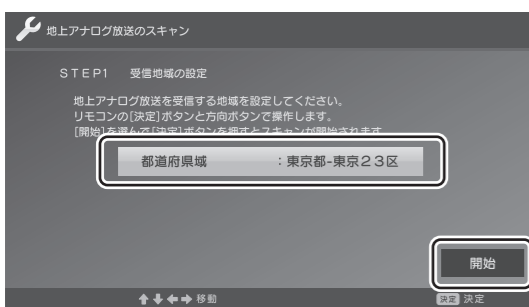 地上アナログ放送のスキャン
STEP1 受信地域の設定
地上アナログ放送を受信する地域を設定してください。
リモコンの[決定]ボタンと方向ボタンで操作します。
[開始]を選んで[決定]ボタンを押すとスキャンが開始されます
都道府県域 :東京都-東京23区
開始
移動 決定 決定